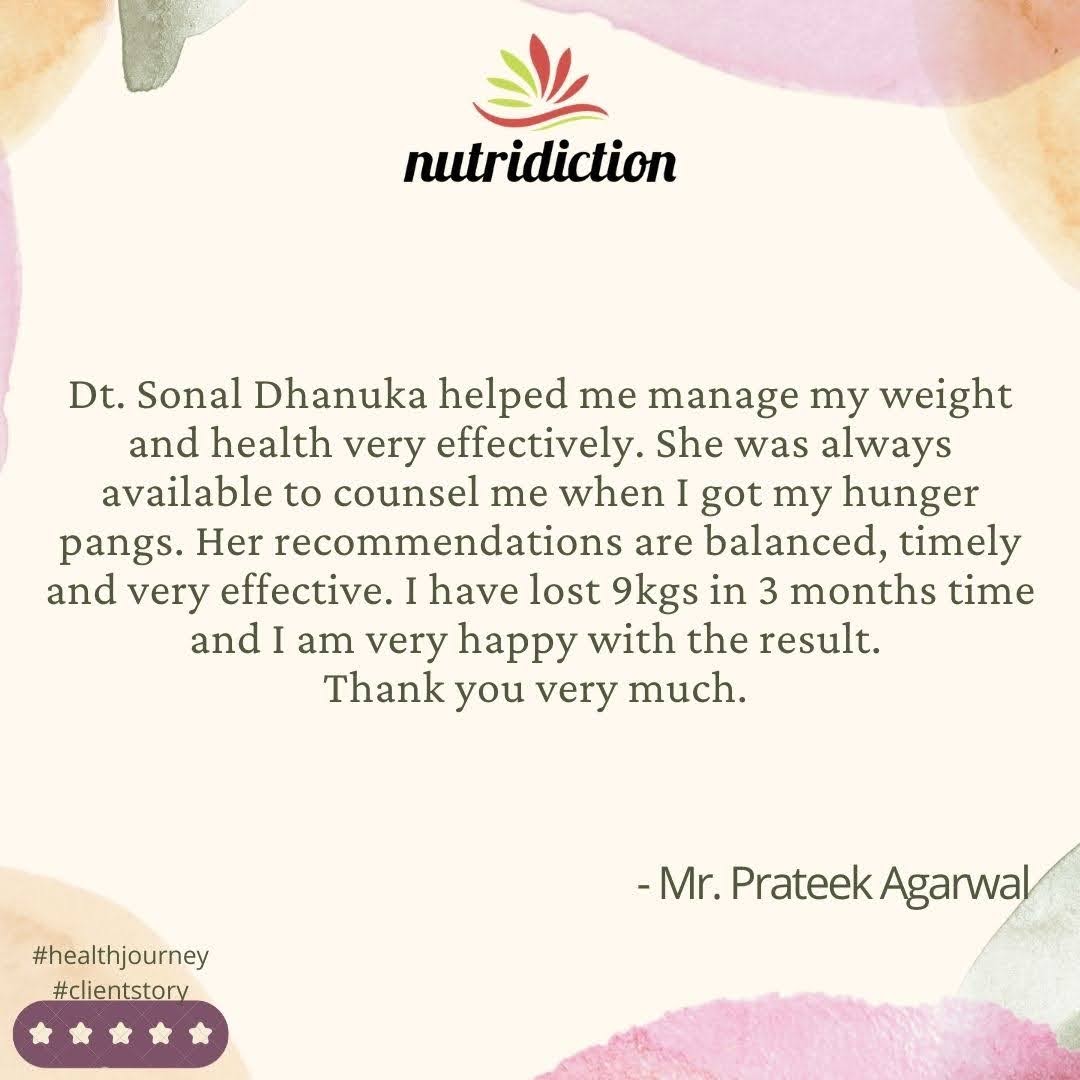 nutridiction
Dt. Sonal Dhanuka helped me manage my weight
and health very effectively. She was always
available to counsel me when I got my hunger
pangs. Her recommendations are balanced, timely
and very effective. I have lost 9kgs in 3 months time
and I am very happy with the result.
Thank you very much.
- Mr. Prateek Agarwal
#healthjourney
#clientstory